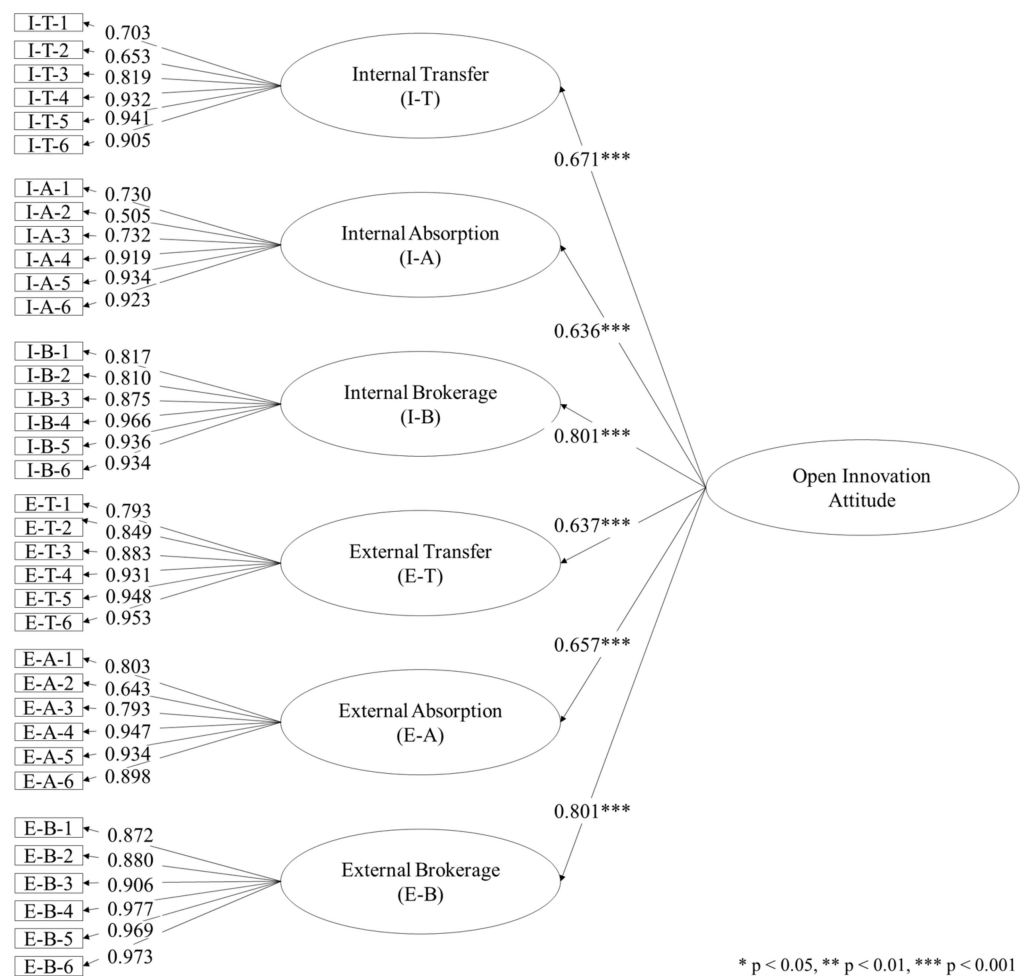 I-T-1
0.703
I-T-2
0.653
I-T-3
0.819
I-T-4
0.932
I-T-5
0.941
I-T-6
0.905
Internal Transfer
(I-T)
0.671***
I-A-1
0.730
I-A-2
0.505
I-A-3
0.732
I-A-4
0.919
I-A-5
0.934
I-A-6
0.923
Internal Absorption
(I-A)
0.636***
I-B-1
0.817
I-B-2
0.810
I-B-3
0.875
I-B-4
0.966
I-B-5
0.936
I-B-6
0.934
Internal Brokerage
(I-B)
0.801***
Open Innovation
Attitude
E-T-1
0.793
E-T-2
0.849
E-T-3
0.883
E-T-4
0.931
E-T-5
0.948
E-T-6
0.953
External Transfer
(E-T)
0.637***
E-A-1
0.803
E-A-2
0.643
E-A-3
0.793
E-A-4
0.947
E-A-5
0.934
E-A-6
0.898
External Absorption
(E-A)
0.657***
E-B-1
0.872
E-B-2
0.880
E-B-3
0.906
E-B-4
0.977
E-B-5
0.969
E-B-6
0.973
External Brokerage
(E-B)
0.801***
* p < 0.05, ** p < 0.01, *** p < 0.001